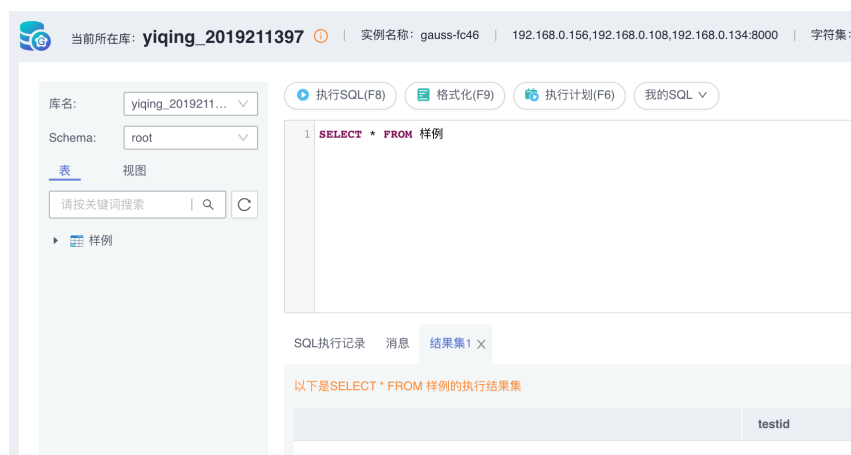 当前所在库: yiqing_2019211397 | 实例名称: gauss-fc46 | 192.168.0.156,192.168.0.108,192.168.0.134:8000 | 字符集:
库名: yiqing_2019211...
Schema: root
表 视图
请按关键词搜索
样例
执行SQL(F8) 格式化(F9) 执行计划(F6) 我的SQL
1 SELECT * FROM 样例
SQL执行记录 消息 结果集1
以下是SELECT * FROM 样例的执行结果集
testid